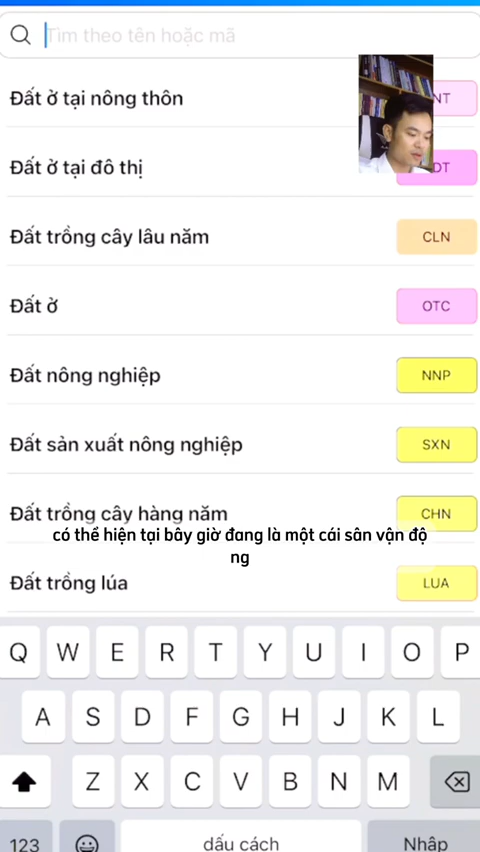 Tìm theo tên hoặc mã
Đất ở tại nông thôn
NT
Đất ở tại đô thị
DT
Đất trồng cây lâu năm
CLN
Đất ở
OTC
Đất nông nghiệp
NNP
Đất sản xuất nông nghiệp
SXN
Đất trồng cây hàng năm
CHN
có thể hiện tại bây giờ đang là một cái sân vận độ
ng
Đất trồng lúa
LUA
Q W E R T Y U I O P
A S D F G H J K L
Z X C V B N M
123
dấu cách
Nhập